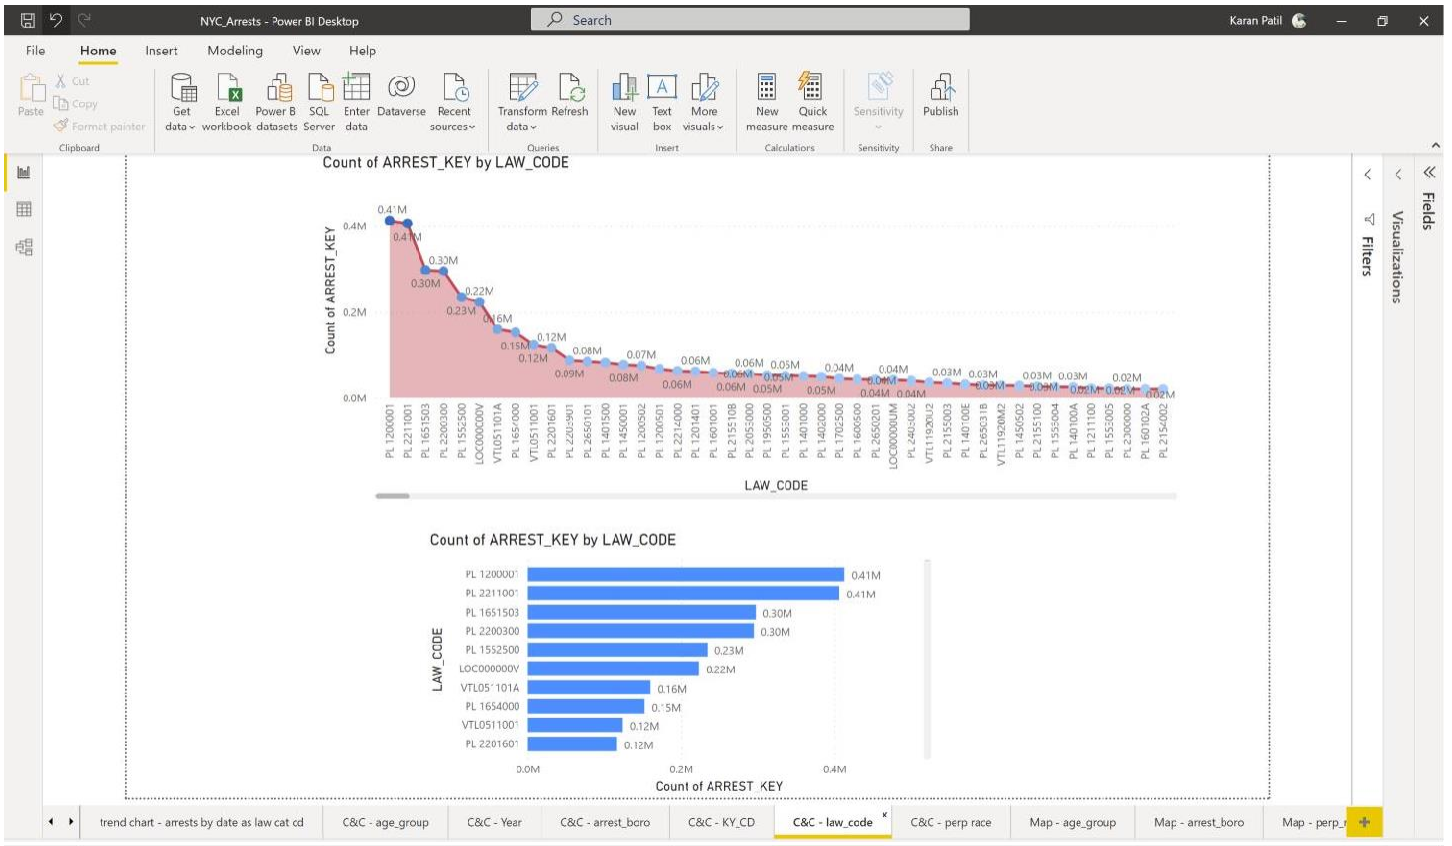 NYC_Arrests - Power BI Desktop
Search
Karan Patil
File Home Insert Modeling View Help
Paste
Cut
Copy
Format painter
Get data
Excel workbook
Power B datasets
SQL Server
Enter data
Dataverse
Recent sources
Transform data
Refresh
New visual
Text box
More visuals
New measure
Quick measure
Sensitivity
Publish
Clipboard Data Queries Insert Calculations Sensitivity Share
Count of ARREST_KEY by LAW_CODE
Count of ARREST_KEY
0.4M
0.2M
0.0M
0.41M
0.41M
0.30M
0.30M
0.23M
0.22M
0.16M
0.15M
0.12M
0.12M
0.09M
0.08M
0.08M
0.07M
0.06M
0.06M
0.06M
0.06M
0.05M
0.05M
0.05M
0.04M
0.04M
0.04M
0.04M
0.03M
0.03M
0.03M
0.03M
0.02M
0.02M
0.02M
PL 1200001
PL 2211001
PL 1651503
PL 2200300
PL 1552500
LOC000000V
VTL051101A
PL 1654000
VTL0511001
PL 2201601
PL 2650101
PL 1401500
PL 1450001
PL 1200502
PL 1200501
PL 2214000
PL 1201401
PL 1601001
PL 215510B
PL 2053000
PL 1950500
PL 1401000
PL 1402000
PL 1702500
PL 1600500
PL 2650201
LOC00000UM
PL 2155003
PL 140100E
PL 265031B
PL 1450502
PL 2155100
PL 140100A
PL 1211100
PL 1553005
PL 2300000
PL 160102A
PL 2154002
LAW_CODE
Count of ARREST_KEY by LAW_CODE
LAW_CODE
PL 1200001 0.41M
PL 2211001 0.41M
PL 1651503 0.30M
PL 2200300 0.30M
PL 1552500 0.23M
LOC000000V 0.22M
VTL051101A 0.16M
PL 1654000 0.15M
VTL0511001 0.12M
PL 2201601 0.12M
0.0M 0.2M 0.4M
Count of ARREST_KEY
Filters
Visualizations
Fields
trend chart - arrests by date as law cat cd
C&C - age_group
C&C - Year
C&C - arrest_boro
C&C - KY_CD
C&C - law_code
C&C - perp race
Map - age_group
Map - arrest_boro
Map - perp_r